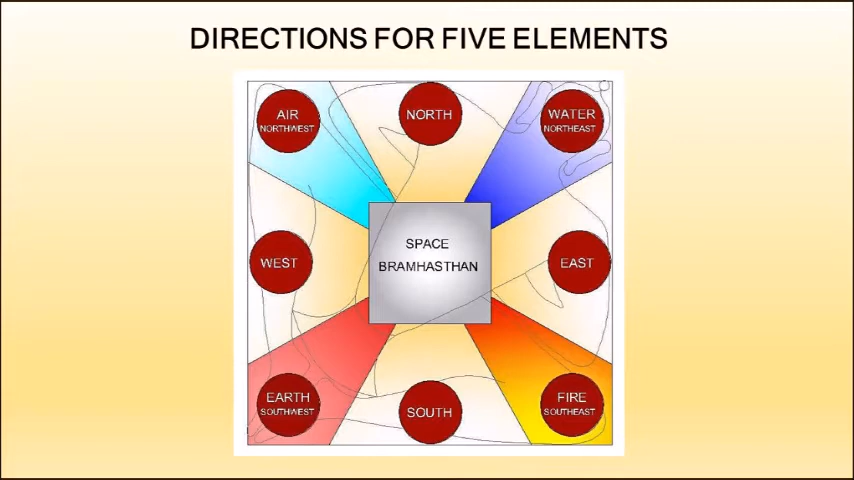 DIRECTIONS FOR FIVE ELEMENTS
AIR
NORTHWEST
NORTH
WATER
NORTHEAST
WEST
SPACE
BRAMHASTHAN
EAST
EARTH
SOUTHWEST
SOUTH
FIRE
SOUTHEAST